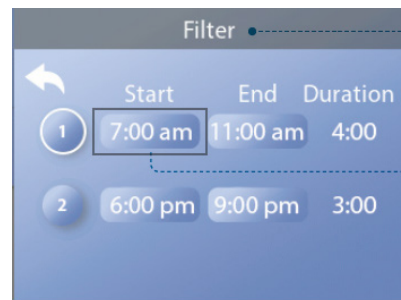 Filter
Start End Duration
1 7:00 am 11:00 am 4:00
2 6:00 pm 9:00 pm 3:00